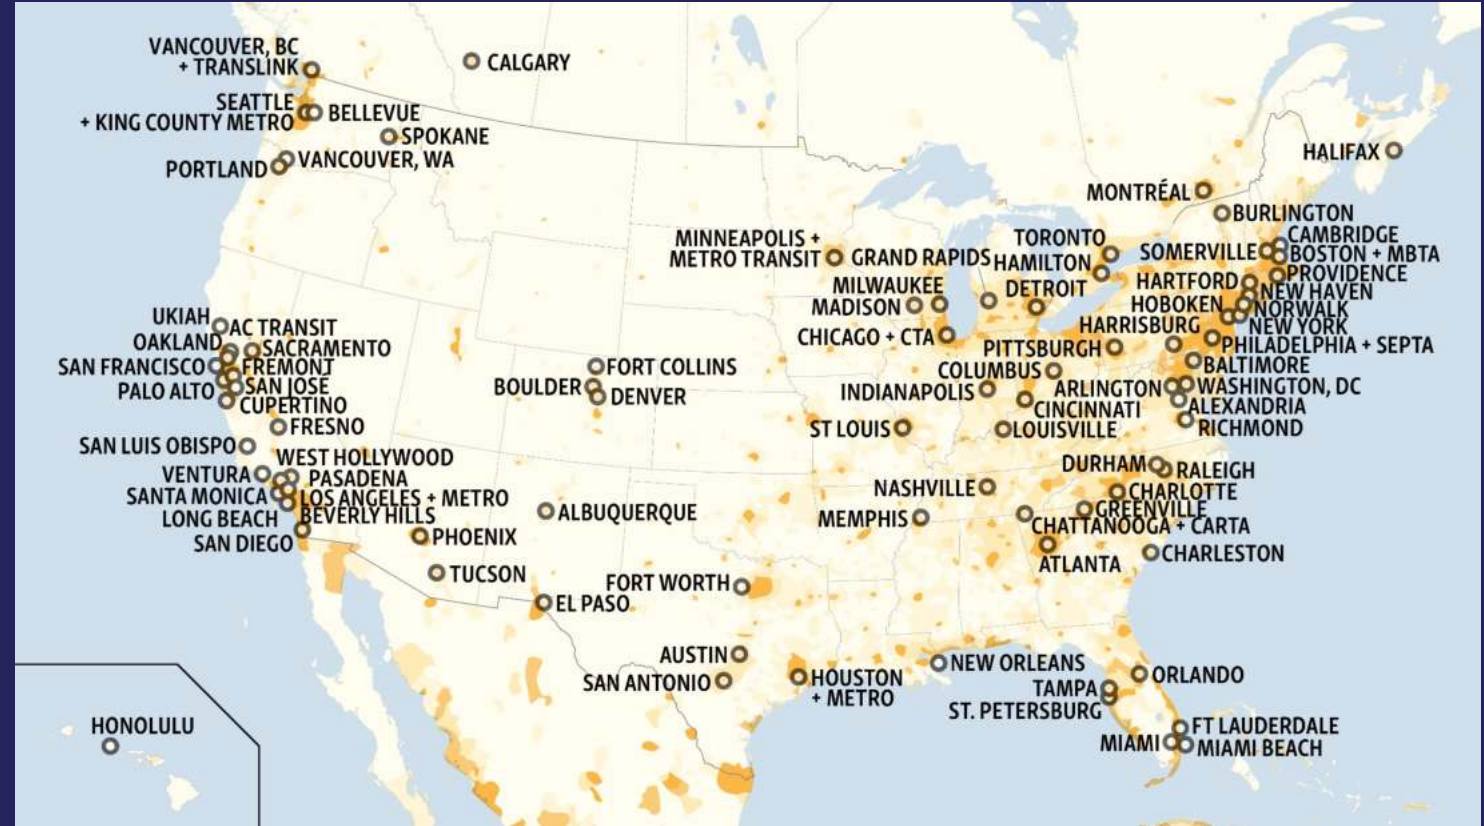 VANCOUVER, BC
+ TRANSLINK
CALGARY
SEATTLE
+ KING COUNTY METRO
BELLEVUE
SPOKANE
VANCOUVER, WA
PORTLAND
HALIFAX
MONTRÉAL
BURLINGTON
MINNEAPOLIS +
METRO TRANSIT
GRAND RAPIDS
TORONTO
HAMILTON
SOMERVILLE
CAMBRIDGE
BOSTON + MBTA
PROVIDENCE
MILWAUKEE
MADISON
DETROIT
HARTFORD
NEW HAVEN
HOBOKEN
NORWALK
NEW YORK
CHICAGO + CTA
HARRISBURG
PITTSBURGH
PHILADELPHIA + SEPTA
BALTIMORE
UKIAH
AC TRANSIT
OAKLAND
SACRAMENTO
SAN FRANCISCO
FREMONT
PALO ALTO
SAN JOSE
CUPERTINO
FRESNO
FORT COLLINS
BOULDER
DENVER
COLUMBUS
INDIANAPOLIS
CINCINNATI
ARLINGTON
WASHINGTON, DC
ALEXANDRIA
RICHMOND
ST LOUIS
LOUISVILLE
SAN LUIS OBISPO
WEST HOLLYWOOD
VENTURA
PASADENA
SANTA MONICA
LOS ANGELES + METRO
LONG BEACH
BEVERLY HILLS
SAN DIEGO
DURHAM
RALEIGH
NASHVILLE
CHARLOTTE
GREENVILLE
MEMPHIS
CHATTANOOGA + CARTA
ALBUQUERQUE
PHOENIX
ATLANTA
CHARLESTON
TUCSON
FORT WORTH
EL PASO
AUSTIN
SAN ANTONIO
HOUSTON
+ METRO
NEW ORLEANS
ORLANDO
TAMPA
ST. PETERSBURG
FT LAUDERDALE
MIAMI
MIAMI BEACH
HONOLULU